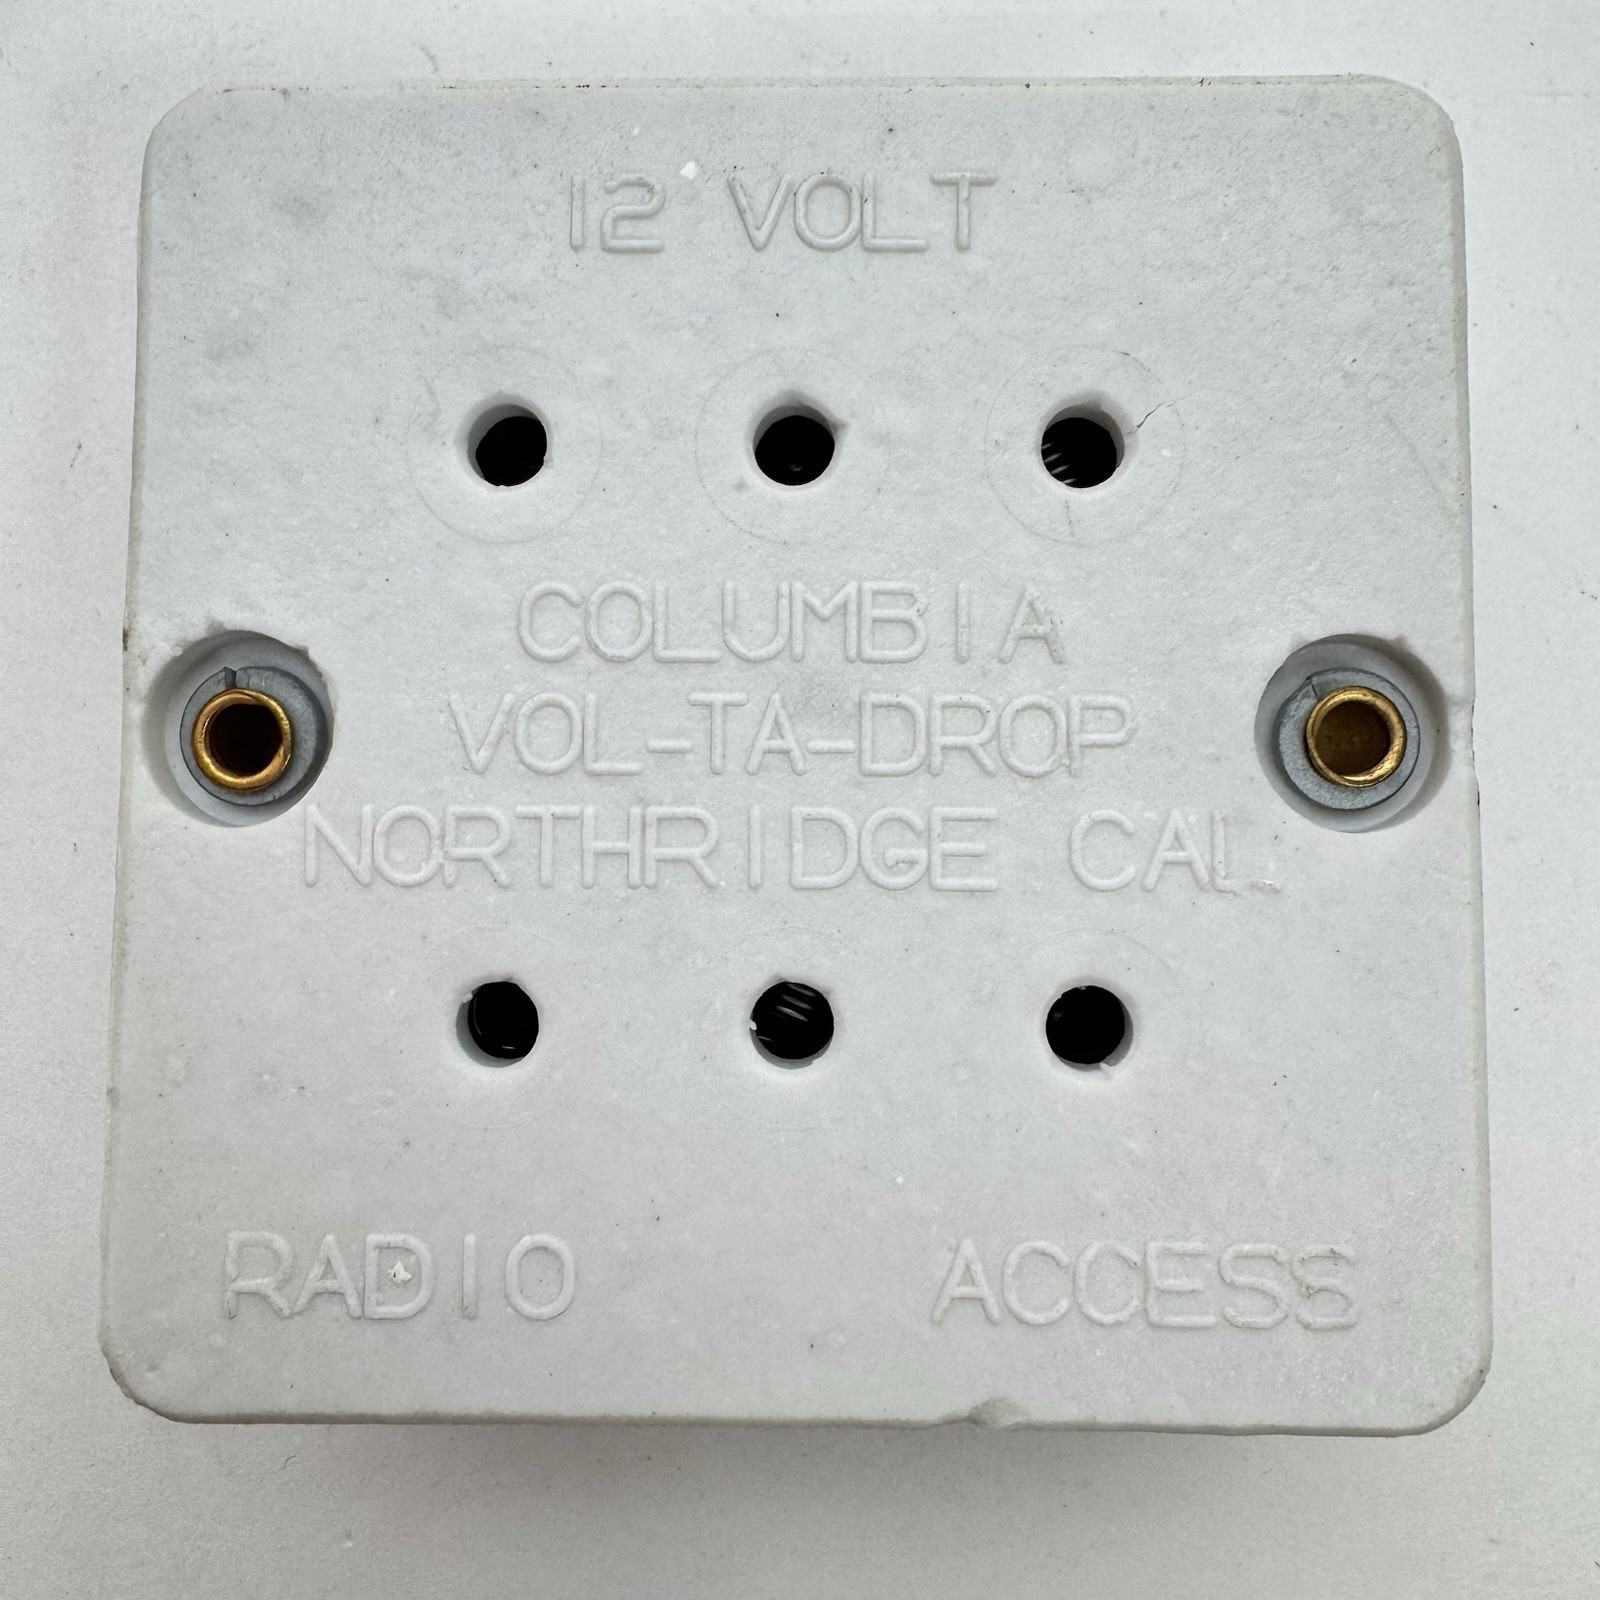 12 VOLT
COLUMBIA
VOL-TA-DROP
NORTHRIDGE CAL
RADIO ACCESS